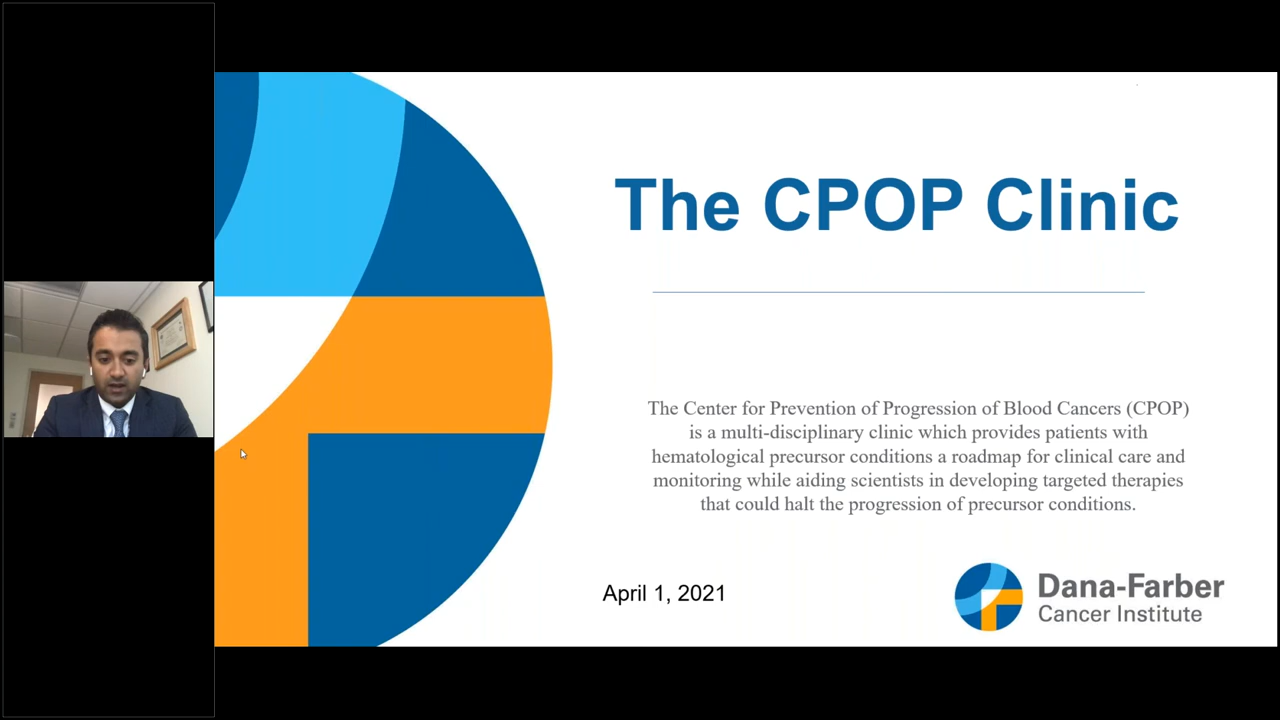 The CPOP Clinic
The Center for Prevention of Progression of Blood Cancers (CPOP)
is a multi-disciplinary clinic which provides patients with
hematological precursor conditions a roadmap for clinical care and
monitoring while aiding scientists in developing targeted therapies
that could halt the progression of precursor conditions.
April 1, 2021
Dana-Farber
Cancer Institute